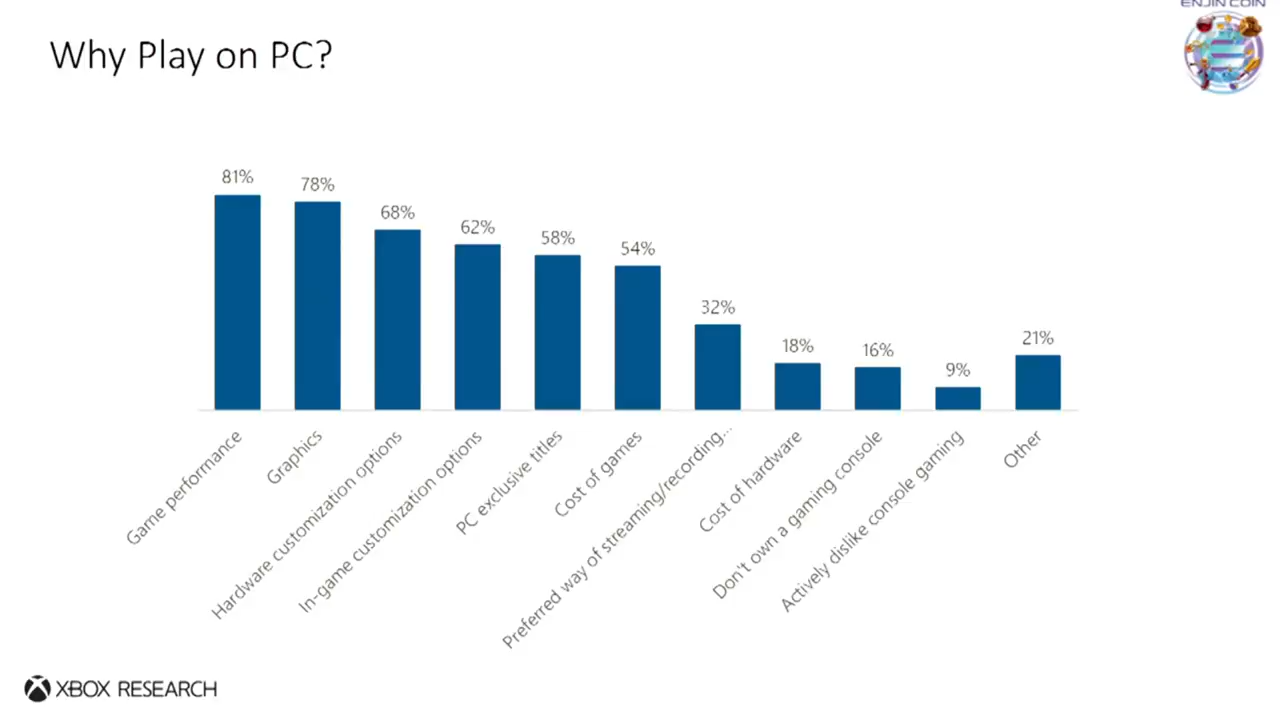 ENJIN COIN
Why Play on PC?
81%
78%
68%
62%
58%
54%
32%
18%
16%
9%
21%
Game performance
Graphics
Hardware customization options
In-game customization options
PC exclusive titles
Cost of games
Preferred way of streaming/recording...
Cost of hardware
Don't own a gaming console
Actively dislike console gaming
Other
XBOX RESEARCH